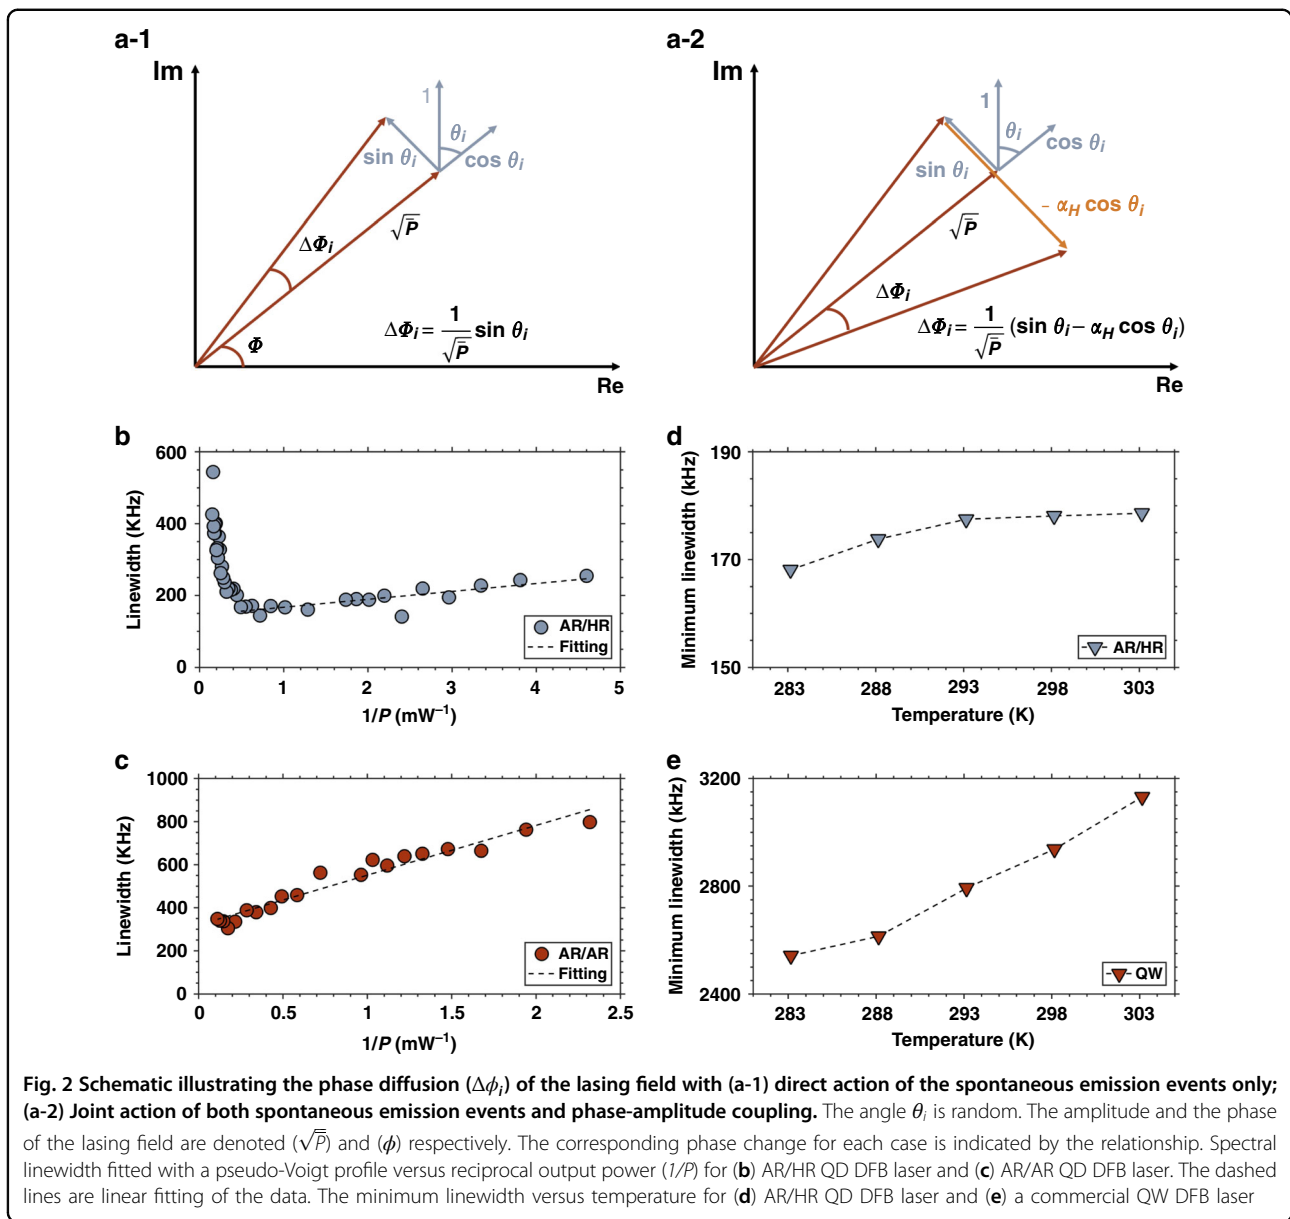 a-1
Im
1
θi
sin θi
cos θi
ΔΦi
√P̅
ΔΦi = 1/√P̅ sin θi
Φ
Re
a-2
Im
1
θi
cos θi
sin θi
- αH cos θi
√P̅
ΔΦi
ΔΦi = 1/√P̅ (sin θi – αH cos θi)
Re
b
Linewidth (KHz)
600
400
200
0
AR/HR
Fitting
0 1 2 3 4 5
1/P (mW⁻¹)
d
Minimum linewidth (kHz)
190
170
150
AR/HR
283 288 293 298 303
Temperature (K)
c
Linewidth (KHz)
1000
800
600
400
200
0
AR/AR
Fitting
0 0.5 1 1.5 2 2.5
1/P (mW⁻¹)
e
Minimum linewidth (kHz)
3200
2800
2400
QW
283 288 293 298 303
Temperature (K)
Fig. 2 Schematic illustrating the phase diffusion (Δϕi) of the lasing field with (a-1) direct action of the spontaneous emission events only;
(a-2) Joint action of both spontaneous emission events and phase-amplitude coupling. The angle θi is random. The amplitude and the phase
of the lasing field are denoted (√P̅) and (ϕ) respectively. The corresponding phase change for each case is indicated by the relationship. Spectral
linewidth fitted with a pseudo-Voigt profile versus reciprocal output power (1/P) for (b) AR/HR QD DFB laser and (c) AR/AR QD DFB laser. The dashed
lines are linear fitting of the data. The minimum linewidth versus temperature for (d) AR/HR QD DFB laser and (e) a commercial QW DFB laser